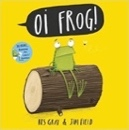 OI FROG!
KES GRAY & JIM FIELD